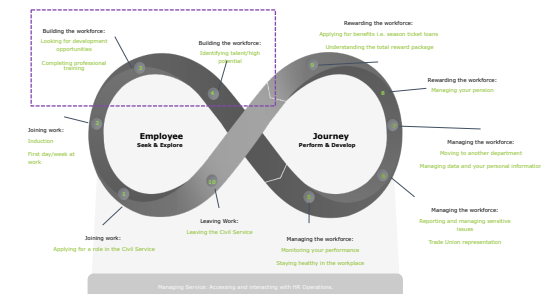 Rewarding the workforce:
Applying for benefits i.e. season ticket loans
Understanding the total reward package
Building the workforce:
Looking for development
opportunities
Completing professional
training
Building the workforce:
Identifying talent/high
potential
Rewarding the workforce:
Managing your pension
Joining work:
Induction
First day/week at
work
Employee
Seek & Explore
Journey
Perform & Develop
Managing the workforce:
Moving to another department
Managing data and your personal information
Managing the workforce:
Reporting and managing sensitive
issues
Trade Union representation
Leaving Work:
Leaving the Civil Service
Joining work:
Applying for a role in the Civil Service
Managing the workforce:
Monitoring your performance
Staying healthy in the workplace
Managing Service: Accessing and interacting with HR Operations,